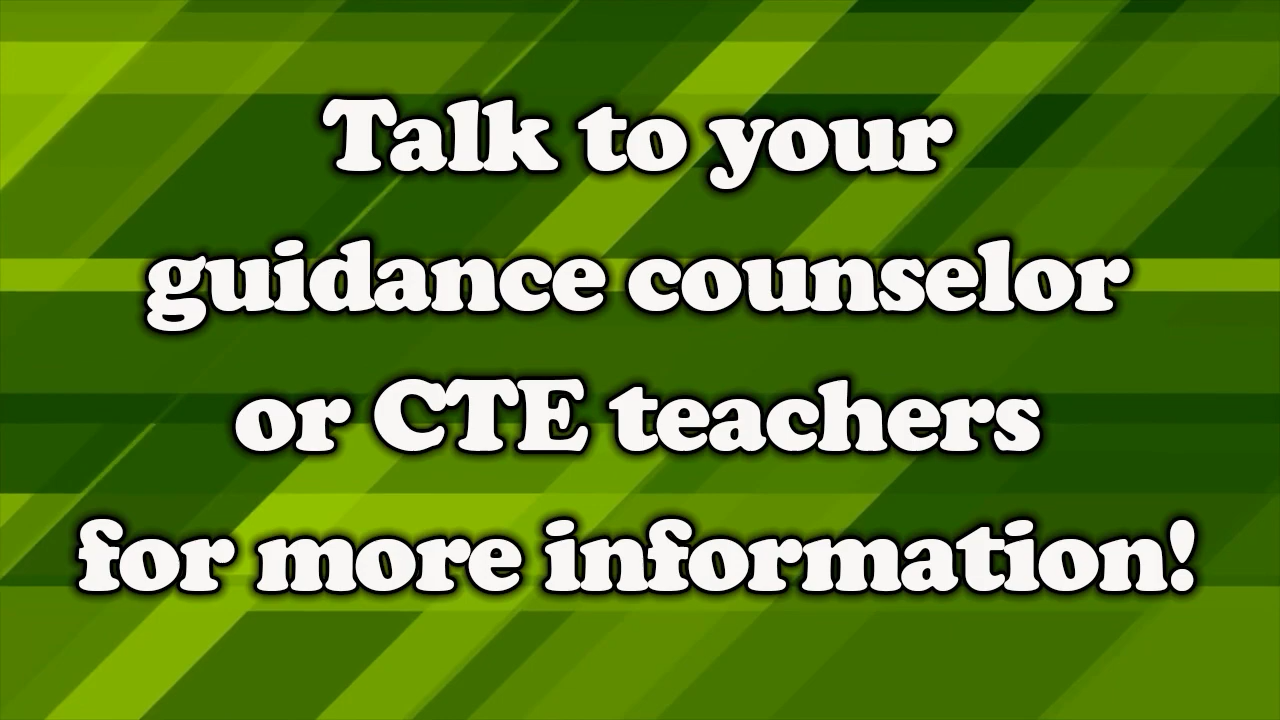 Talk to your
guidance counselor
or CTE teachers
for more information!